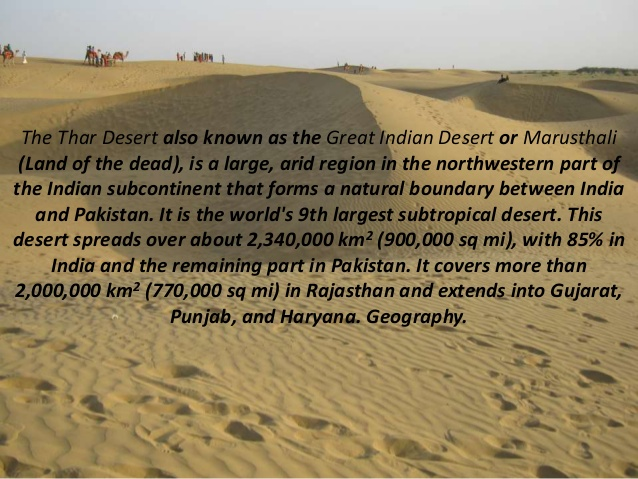 The Thar Desert also known as the Great Indian Desert or Marusthali
(Land of the dead), is a large, arid region in the northwestern part of
the Indian subcontinent that forms a natural boundary between India
and Pakistan. It is the world's 9th largest subtropical desert. This
desert spreads over about 2,340,000 km² (900,000 sq mi), with 85% in
India and the remaining part in Pakistan. It covers more than
2,000,000 km² (770,000 sq mi) in Rajasthan and extends into Gujarat,
Punjab, and Haryana. Geography.